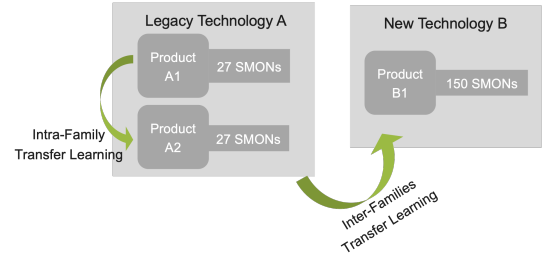 Legacy Technology A
Product
A1
27 SMONs
Product
A2
27 SMONs
Intra-Family
Transfer Learning
New Technology B
Product
B1
150 SMONs
Inter-Families
Transfer Learning